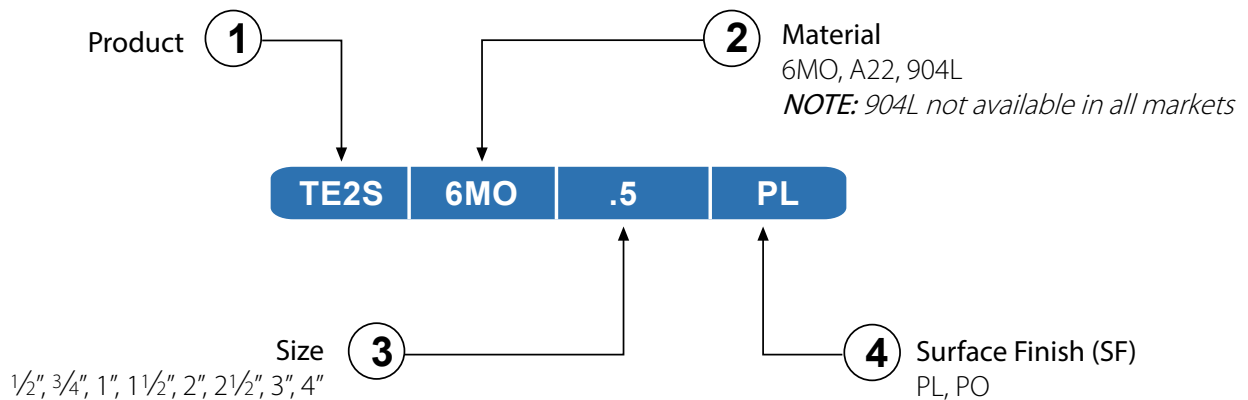 Product 1
2 Material
6MO, A22, 904L
NOTE: 904L not available in all markets
TE2S 6MO .5 PL
Size 3
½”, ¾”, 1”, 1½”, 2”, 2½”, 3”, 4”
4 Surface Finish (SF)
PL, PO